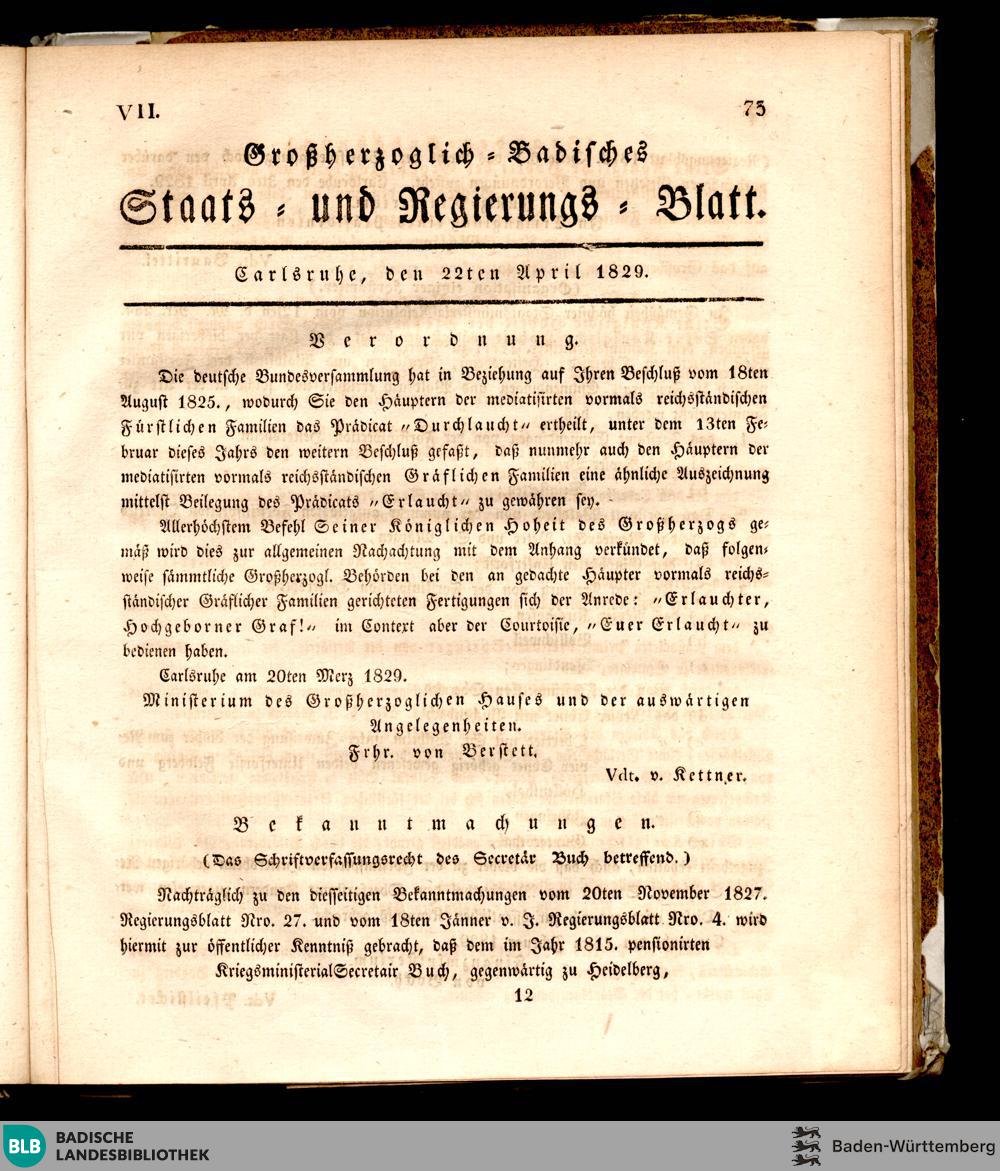 VII. 75
Großherzoglich-Badisches
Staats- und Regierungs-Blatt.
Carlsruhe, den 22ten April 1829.
Verordnung.
Die deutsche Bundesversammlung hat in Beziehung auf Ihren Beschluß vom 18ten
August 1825., wodurch Sie den Häuptern der mediatisirten vormals reichsständischen
Fürstlichen Familien das Prädicat „Durchlaucht“ ertheilt, unter dem 13ten Fe-
bruar dieses Jahrs den weitern Beschluß gefaßt, daß nunmehr auch den Häuptern der
mediatisirten vormals reichsständischen Gräflichen Familien eine ähnliche Auszeichnung
mittelst Beilegung des Prädicats „Erlaucht“ zu gewähren sey.
Allerhöchstem Befehl Seiner Königlichen Hoheit des Großherzogs ge-
mäß wird dies zur allgemeinen Nachachtung mit dem Anhang verkündet, daß folgen-
weise sämmtliche Großherzogl. Behörden bei den an gedachte Häupter vormals reichs-
ständischer Gräflicher Familien gerichteten Fertigungen sich der Anrede: „Erlauchter,
Hochgeborner Graf!“ im Context aber der Courtoisie, „Euer Erlaucht“ zu
bedienen haben.
Carlsruhe am 20ten Merz 1829.
Ministerium des Großherzoglichen Hauses und der auswärtigen
Angelegenheiten.
Frhr. von Berstett.
Vdt. v. Kettner.
Bekanntmachungen.
(Das Schriftverfassungsrecht des Secretär Buch betreffend.)
Nachträglich zu den diesseitigen Bekanntmachungen vom 20ten November 1827.
Regierungsblatt Nro. 27. und vom 18ten Jänner v. J. Regierungsblatt Nro. 4. wird
hiermit zur öffentlicher Kenntniß gebracht, daß dem im Jahr 1815. pensionirten
KriegsministerialSecretair Buch, gegenwärtig zu Heidelberg,
12
BLB BADISCHE
LANDESBIBLIOTHEK
Baden-Württemberg